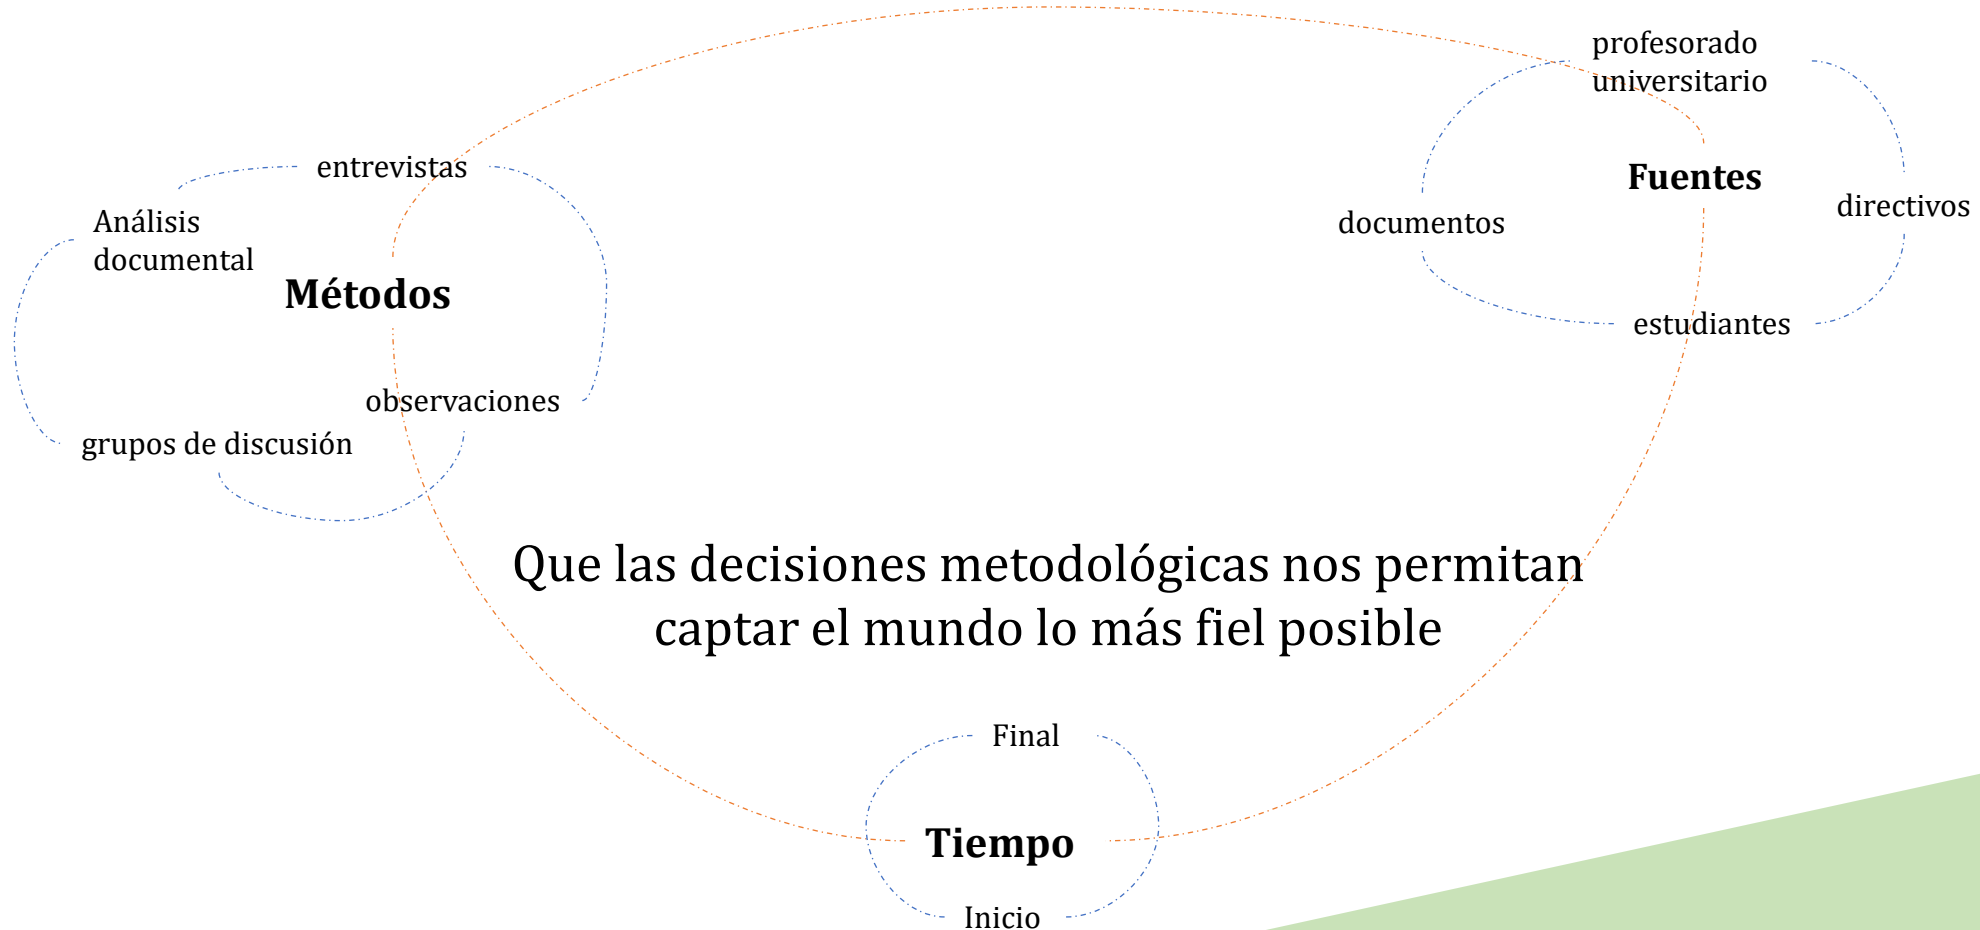 profesorado
universitario
Fuentes
directivos
documentos
estudiantes
entrevistas
Análisis
documental
Métodos
observaciones
grupos de discusión
Que las decisiones metodológicas nos permitan
captar el mundo lo más fiel posible
Final
Tiempo
Inicio